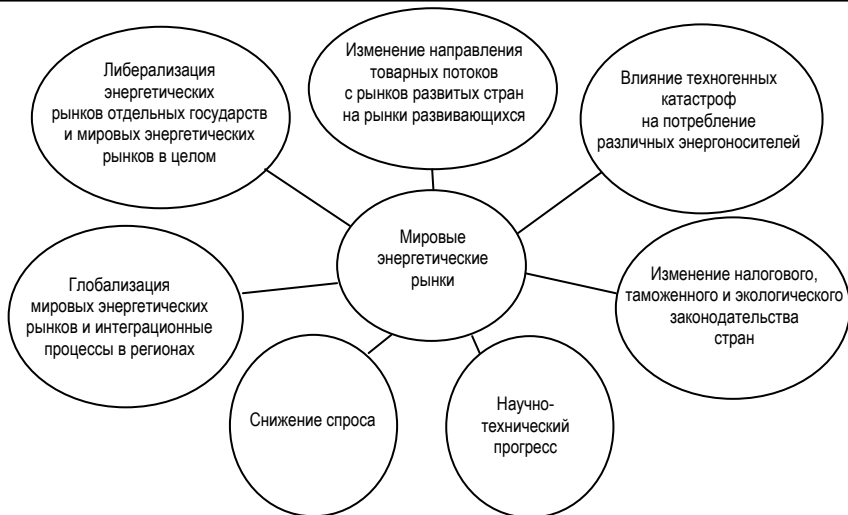 Либерализация
энергетических
рынков отдельных государств
и мировых энергетических
рынков в целом
Изменение направления
товарных потоков
с рынков развитых стран
на рынки развивающихся
Влияние техногенных
катастроф
на потребление
различных энергоносителей
Мировые
энергетические
рынки
Глобализация
мировых энергетических
рынков и интеграционные
процессы в регионах
Изменение налогового,
таможенного и экологического
законодательства
стран
Снижение спроса
Научно-
технический
прогресс